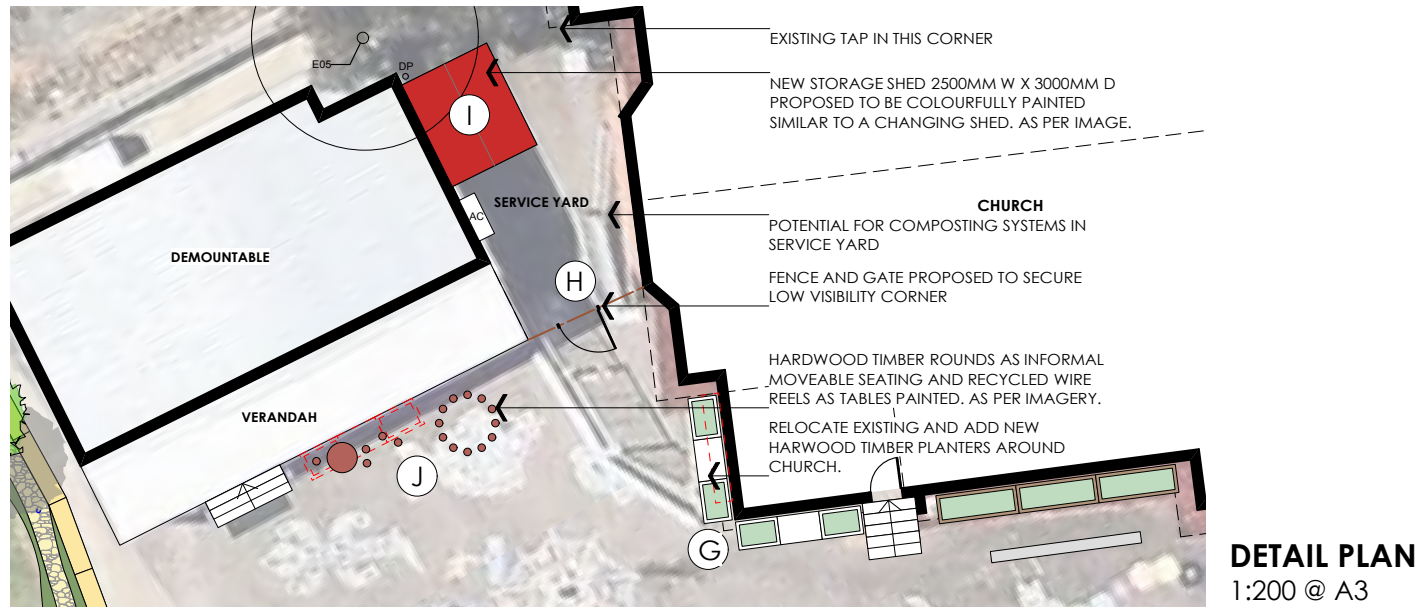 EXISTING TAP IN THIS CORNER
E05
DP
NEW STORAGE SHED 2500MM W X 3000MM D
PROPOSED TO BE COLOURFULLY PAINTED
SIMILAR TO A CHANGING SHED. AS PER IMAGE.
I
SERVICE YARD
CHURCH
AC
POTENTIAL FOR COMPOSTING SYSTEMS IN
SERVICE YARD
DEMOUNTABLE
H
FENCE AND GATE PROPOSED TO SECURE
LOW VISIBILITY CORNER
HARDWOOD TIMBER ROUNDS AS INFORMAL
MOVEABLE SEATING AND RECYCLED WIRE
REELS AS TABLES PAINTED. AS PER IMAGERY.
VERANDAH
RELOCATE EXISTING AND ADD NEW
HARWOOD TIMBER PLANTERS AROUND
CHURCH.
J
G
DETAIL PLAN
1:200 @ A3